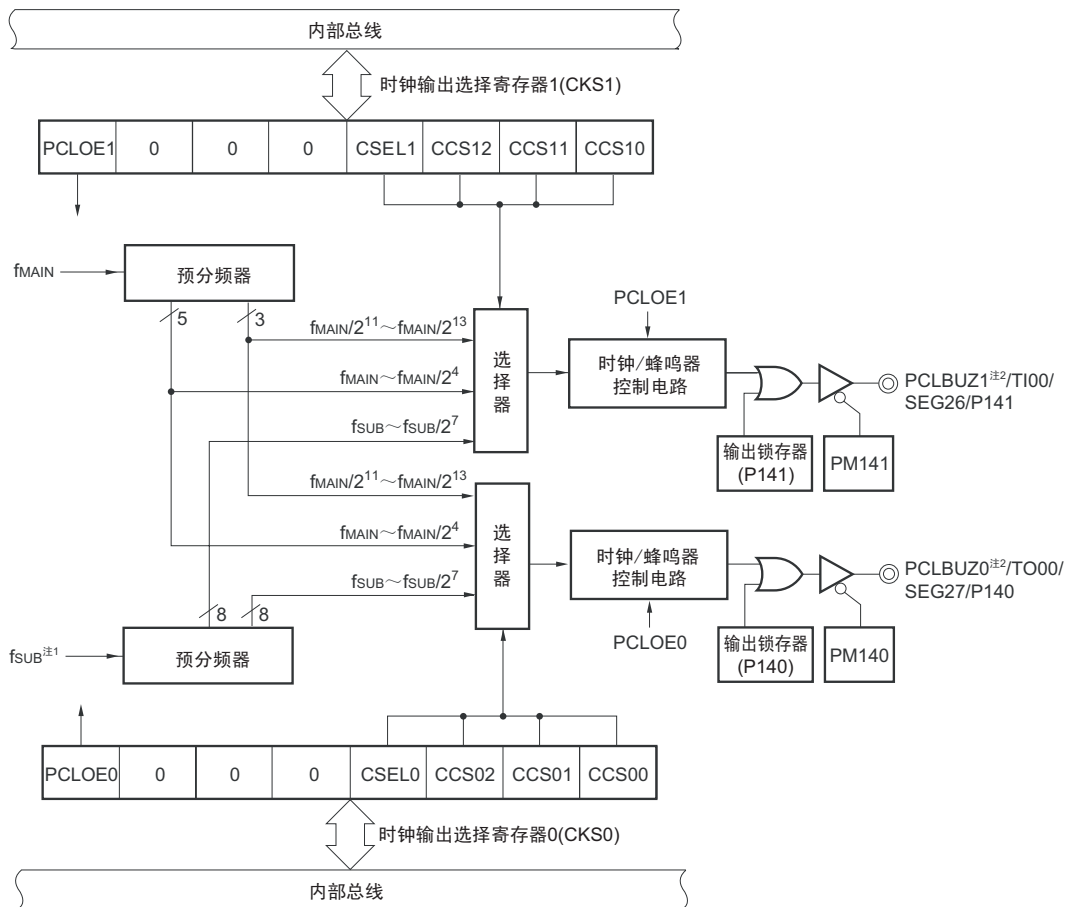 内部总线
时钟输出选择寄存器1(CKS1)
PCLOE1 0 0 0 CSEL1 CCS12 CCS11 CCS10
fMAIN
预分频器
5 3
PCLOE1
fMAIN/2¹¹～fMAIN/2¹³
fMAIN～fMAIN/2⁴
fSUB～fSUB/2⁷
选择器
时钟/蜂鸣器
控制电路
PCLBUZ1注2/TI00/
SEG26/P141
输出锁存器
(P141)
PM141
fMAIN/2¹¹～fMAIN/2¹³
fMAIN～fMAIN/2⁴
fSUB～fSUB/2⁷
选择器
时钟/蜂鸣器
控制电路
PCLBUZ0注2/TO00/
SEG27/P140
PCLOE0
输出锁存器
(P140)
PM140
8 8
fSUB注1
预分频器
PCLOE0 0 0 0 CSEL0 CCS02 CCS01 CCS00
时钟输出选择寄存器0(CKS0)
内部总线